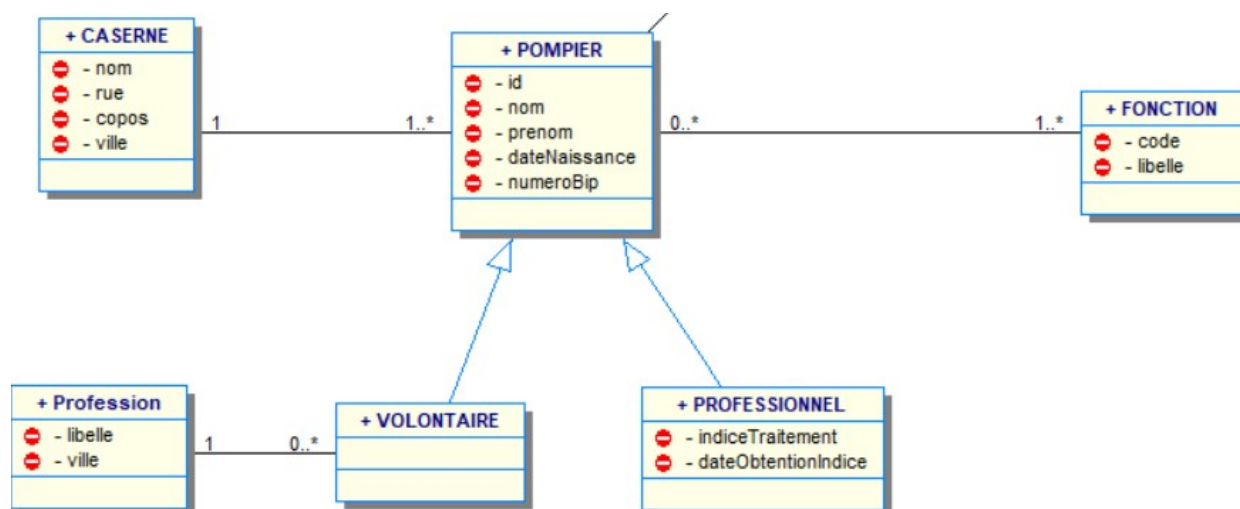 + CASERNE
- nom
- rue
- copos
- ville
1
1..*
+ POMPIER
- id
- nom
- prenom
- dateNaissance
- numeroBip
0..*
1..*
+ FONCTION
- code
- libelle
+ Profession
- libelle
- ville
1
0..*
+ VOLONTAIRE
+ PROFESSIONNEL
- indiceTraitement
- dateObtentionIndice